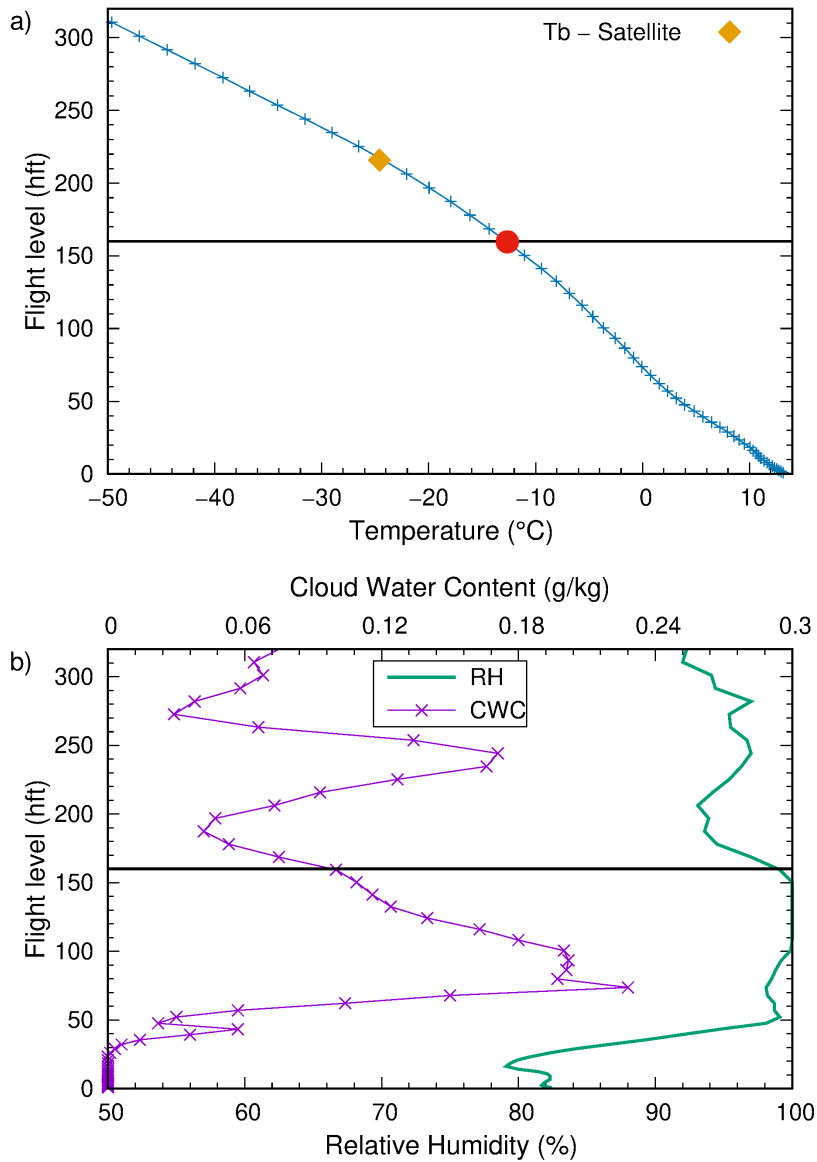 a)
Tb − Satellite
300
250
200
150
100
50
0
Flight level (hft)
−50 −40 −30 −20 −10 0 10
Temperature (°C)
Cloud Water Content (g/kg)
0 0.06 0.12 0.18 0.24 0.3
b)
RH
CWC
300
250
200
150
100
50
0
Flight level (hft)
50 60 70 80 90 100
Relative Humidity (%)